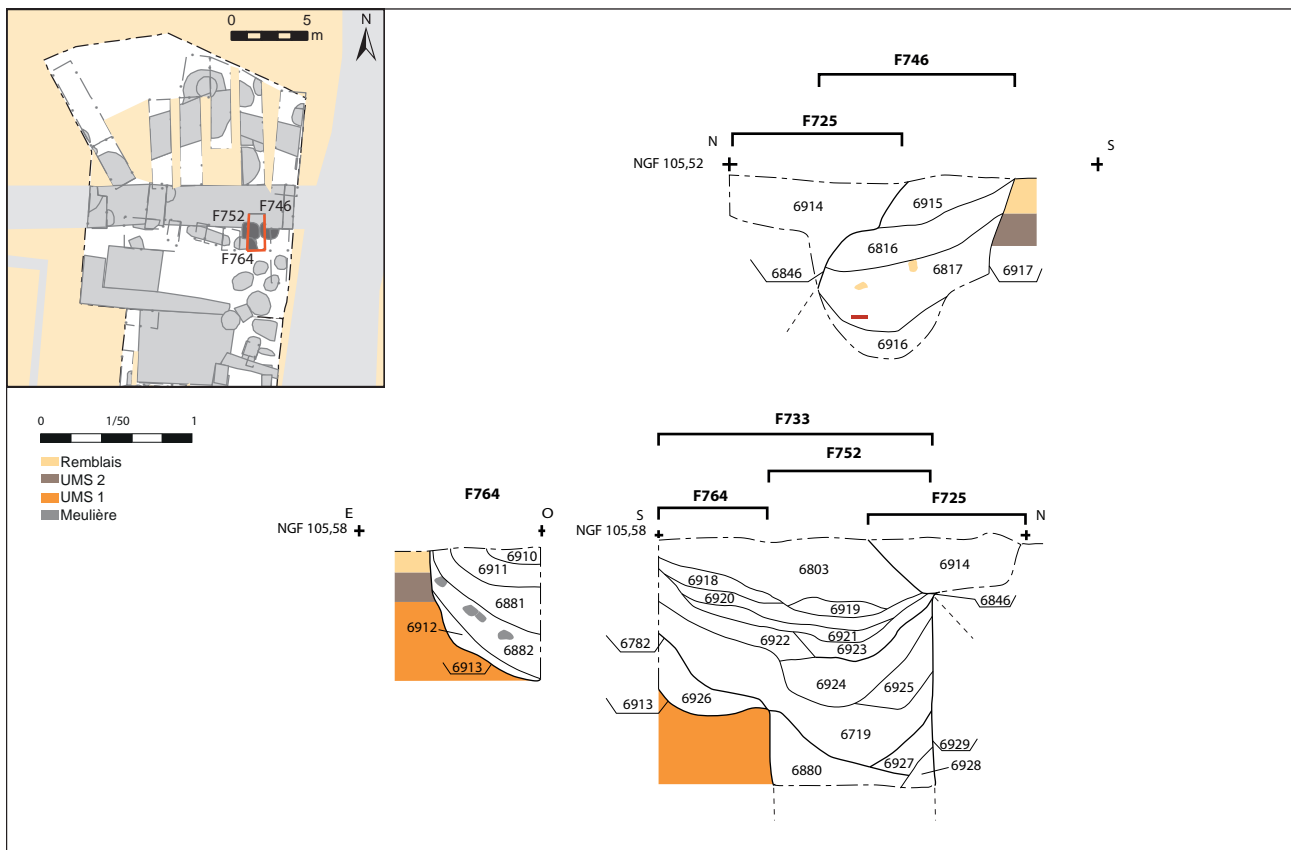 0 5
m
N
F752
F746
F764
F746
F725
N
S
NGF 105,52
6914
6915
6816
6846
6817
6917
6916
0 1/50 1
Remblais
UMS 2
UMS 1
Meulière
F733
F752
F764
F764
F725
E
O
S
N
NGF 105,58
NGF 105,58
6910
6911
6881
6912
6882
6913
6803
6914
6918
6920
6919
6846
6921
6922
6923
6782
6924
6925
6926
6913
6719
6929
6927
6928
6880